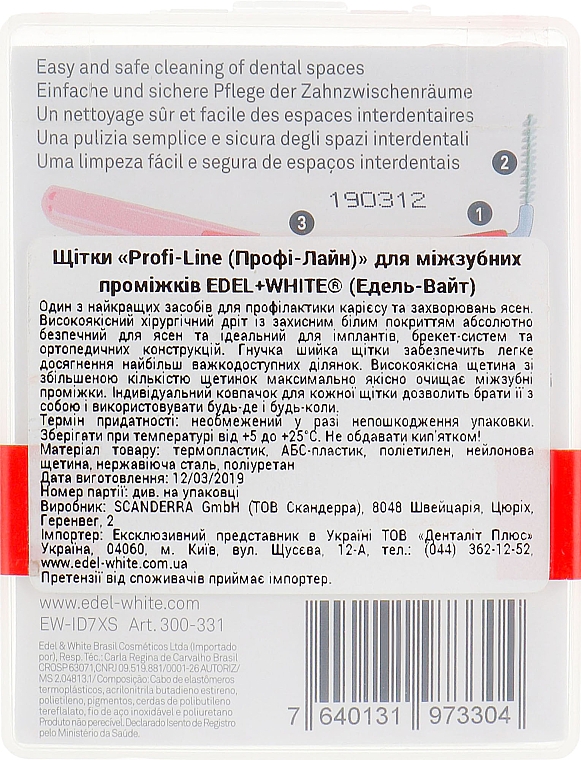 Easy and safe cleaning of dental spaces
Einfache und sichere Pflege der Zahnzwischenräume
Un nettoyage sûr et facile des espaces interdentaires
Una pulizia semplice e sicura degli spazi interdentali
Uma limpeza fácil e segura de espaços interdentais
2
190312
1
3
Щітки «Profi-Line (Профі-Лайн)» для міжзубних
проміжків EDEL+WHITE® (Едель-Вайт)
Один з найкращих засобів для профілактики карієсу та захворювань ясен.
Високоякісний хірургічний дріт із захисним білим покриттям абсолютно
безпечний для ясен та ідеальний для імплантів, брекет-систем та
ортопедичних конструкцій. Гнучка шийка щітки забезпечить легке
досягнення найбільш важкодоступних ділянок. Високоякісна щетина зі
збільшеною кількістю щетинок максимально якісно очищає міжзубні
проміжки. Індивідуальний ковпачок для кожної щітки дозволить брати її з
собою і використовувати будь-де і будь-коли.
Термін придатності: необмежений у разі непошкодження упаковки.
Зберігати при температурі від +5 до +25°С. Не обдавати кип'ятком!
Матеріал товару: термопластик, АБС-пластик, поліетилен, нейлонова
щетина, нержавіюча сталь, поліуретан
Дата виготовлення: 12/03/2019
Номер партії: див. на упаковці
Виробник: SCANDERRA GmbH (ТОВ Скандерра), 8048 Швейцарія, Цюріх,
Геренвег, 2
Імпортер: Ексклюзивний представник в Україні ТОВ «Денталіт Плюс»
Україна, 04060, м. Київ, вул. Щусєва, 12-А, тел.: (044) 362-12-52,
www.edel-white.com.ua
Претензії від споживачів приймає імпортер.
www.edel-white.com
EW-ID7XS Art. 300-331
Edel & White Brasil Cosméticos Ltda (Importado
por), Resp. Téc.: Carla Regina de Carvalho Brasil
CROSP 63071, CNRJ 09.519.881/0001-26 AUTORIZ/
MS 2.04813.1/ Composição: Cabo de elastômeros
termoplásticos, acrilonitrila butadieno estireno,
polietileno, pigmentos, cerdas de polibutileno
tereflalato, fio de aço inoxidável e poliuretano
Produto não perecível. Declarado Isento de Registro
pelo Ministério da Saúde.
7 640131 973304